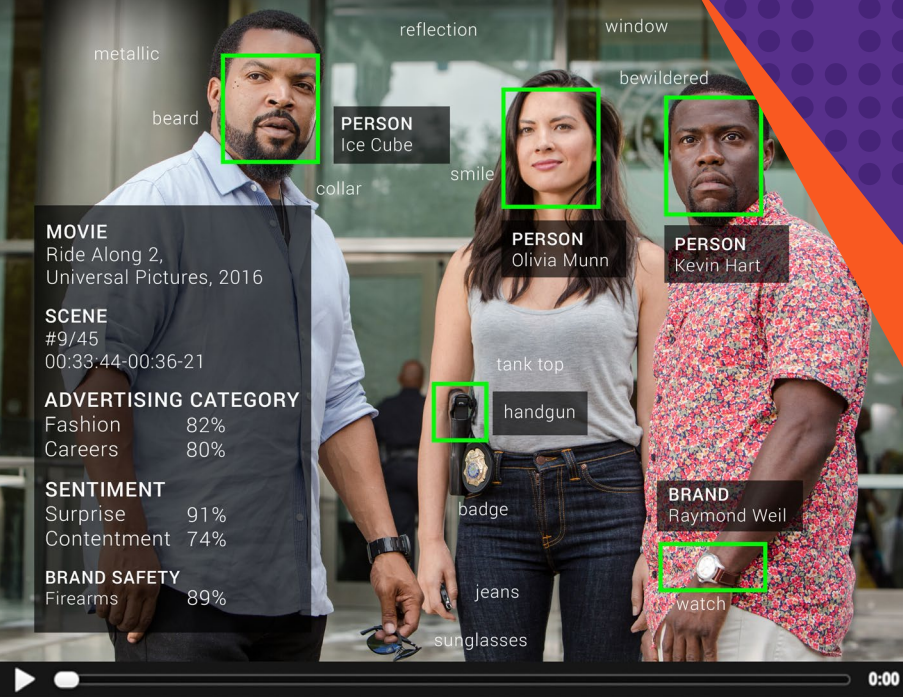 reflection
window
metallic
bewildered
beard
PERSON
Ice Cube
smile
collar
MOVIE
Ride Along 2,
Universal Pictures, 2016
SCENE
#9/45
00:33:44-00:36-21
ADVERTISING CATEGORY
Fashion 82%
Careers 80%
SENTIMENT
Surprise 91%
Contentment 74%
BRAND SAFETY
Firearms 89%
PERSON
Olivia Munn
PERSON
Kevin Hart
tank top
handgun
badge
BRAND
Raymond Weil
jeans
watch
sunglasses
0:00